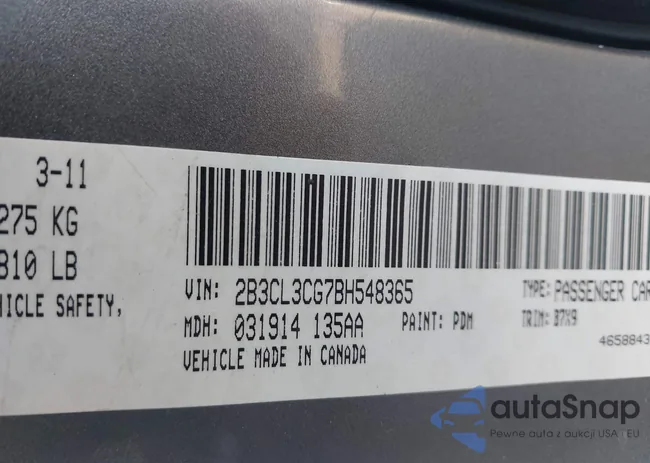 3-11
275 KG
810 LB
HICLE SAFETY,
VIN: 2B3CL3CG7BH548365
TYPE: PASSENGER CAR
MDH: 031914 135AA PAINT: PDM TRIM: B7X9
VEHICLE MADE IN CANADA
4658843
autaSnap
Pewne auta z aukcji USA i EU